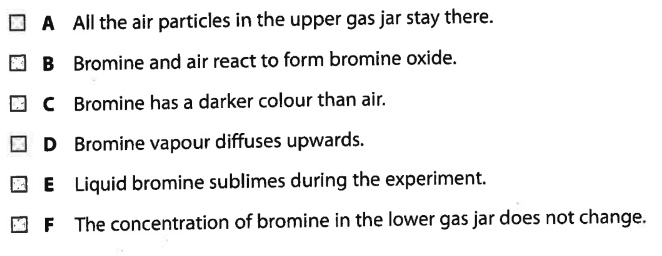 A All the air particles in the upper gas jar stay there.
B Bromine and air react to form bromine oxide.
C Bromine has a darker colour than air.
D Bromine vapour diffuses upwards.
E Liquid bromine sublimes during the experiment.
F The concentration of bromine in the lower gas jar does not change.